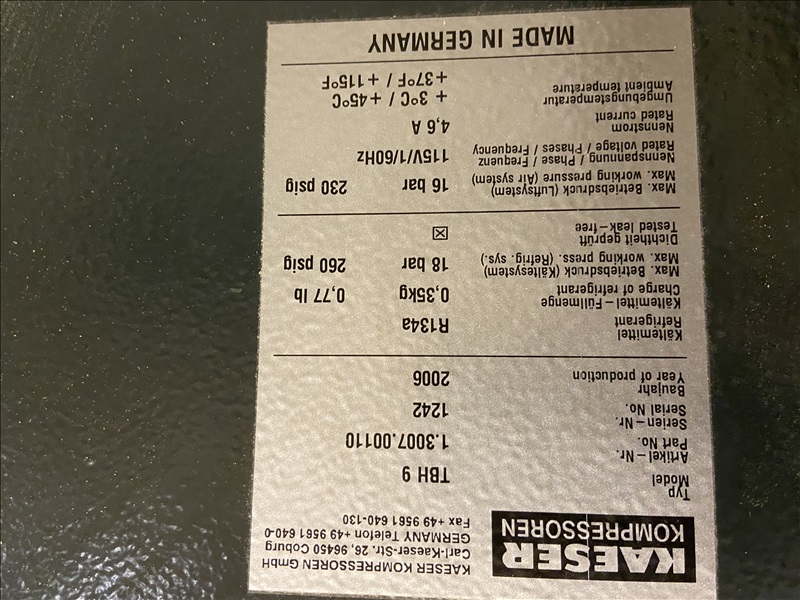 KAESER
KOMPRESSOREN
KAESER KOMPRESSOREN GmbH
Carl-Kaeser-Str. 26, 96450 Coburg
GERMANY Telefon +49 9561 640-0
Fax +49 9561 640-130
Typ
Model TBH 9
Artikel-Nr.
Part No. 1.3007.00110
Serien-Nr.
Serial No. 1242
Baujahr
Year of production 2006
Kältemittel
Refrigerant R134a
Kältemittel-Füllmenge
Charge of refrigerant 0,35kg 0,77 lb
Max. Betriebsdruck (Kältesystem)
Max. working press. (Refrig. sys.) 18 bar 260 psig
Dichtheit geprüft
Tested leak-free ☒
Max. Betriebsdruck (Luftsystem)
Max. working pressure (Air system) 16 bar 230 psig
Nennspannung / Phase / Frequenz
Rated voltage / Phases / Frequency 115V/1/60Hz
Nennstrom
Rated current 4,6 A
Umgebungstemperatur + 3°C / +45°C
Ambient temperature +37°F / +115°F
MADE IN GERMANY